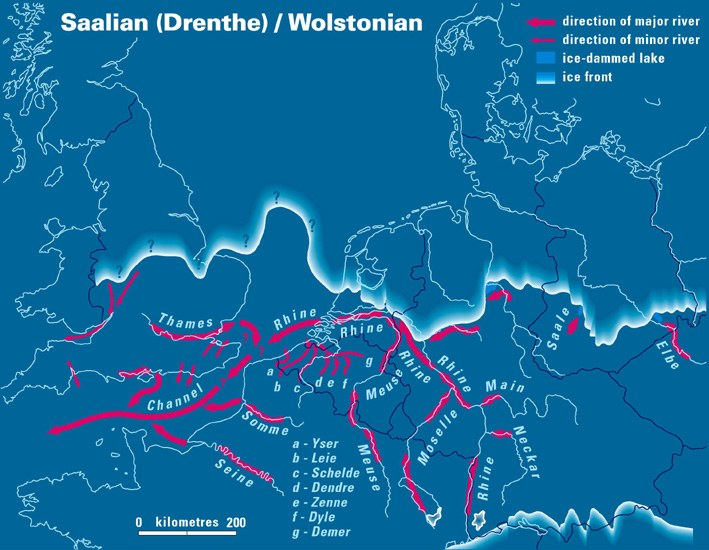 Saalian (Drenthe) / Wolstonian
direction of major river
direction of minor river
ice-dammed lake
ice front
?
?
?
?
?
?
Thames
Rhine
Rhine
Rhine
Rhine
Meuse
Saale
Elbe
Main
Channel
Somme
Seine
Meuse
Moselle
Rhine
Neckar
b
c
d
e
f
g
a - Yser
b - Leie
c - Schelde
d - Dendre
e - Zenne
f - Dyle
g - Demer
0 kilometres 200